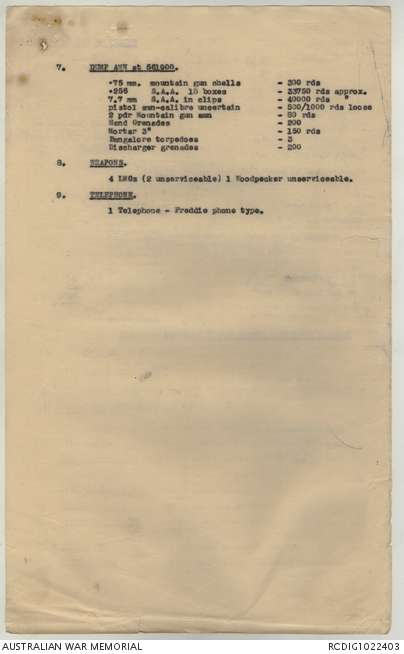 7. DUMP AMN at 561900.
.75 mm. mountain gun shells - 300 rds
.256 S.A.A. 15 boxes - 33750 rds approx.
7.7 mm S.A.A. in clips - 40000 rds "
pistol amn-calibre uncertain - 500/1000 rds loose
2 pdr Mountain gun amn - 80 rds
Hand Grenades - 200
Mortar 3" - 150 rds
Bangalore torpedoes - 3
Discharger grenades - 200
8. WEAPONS.
4 LMGs (2 unserviceable) 1 Woodpecker unserviceable.
9. TELEPHONE.
1 Telephone - Freddie phone type.
AUSTRALIAN WAR MEMORIAL
RCDIG1022403